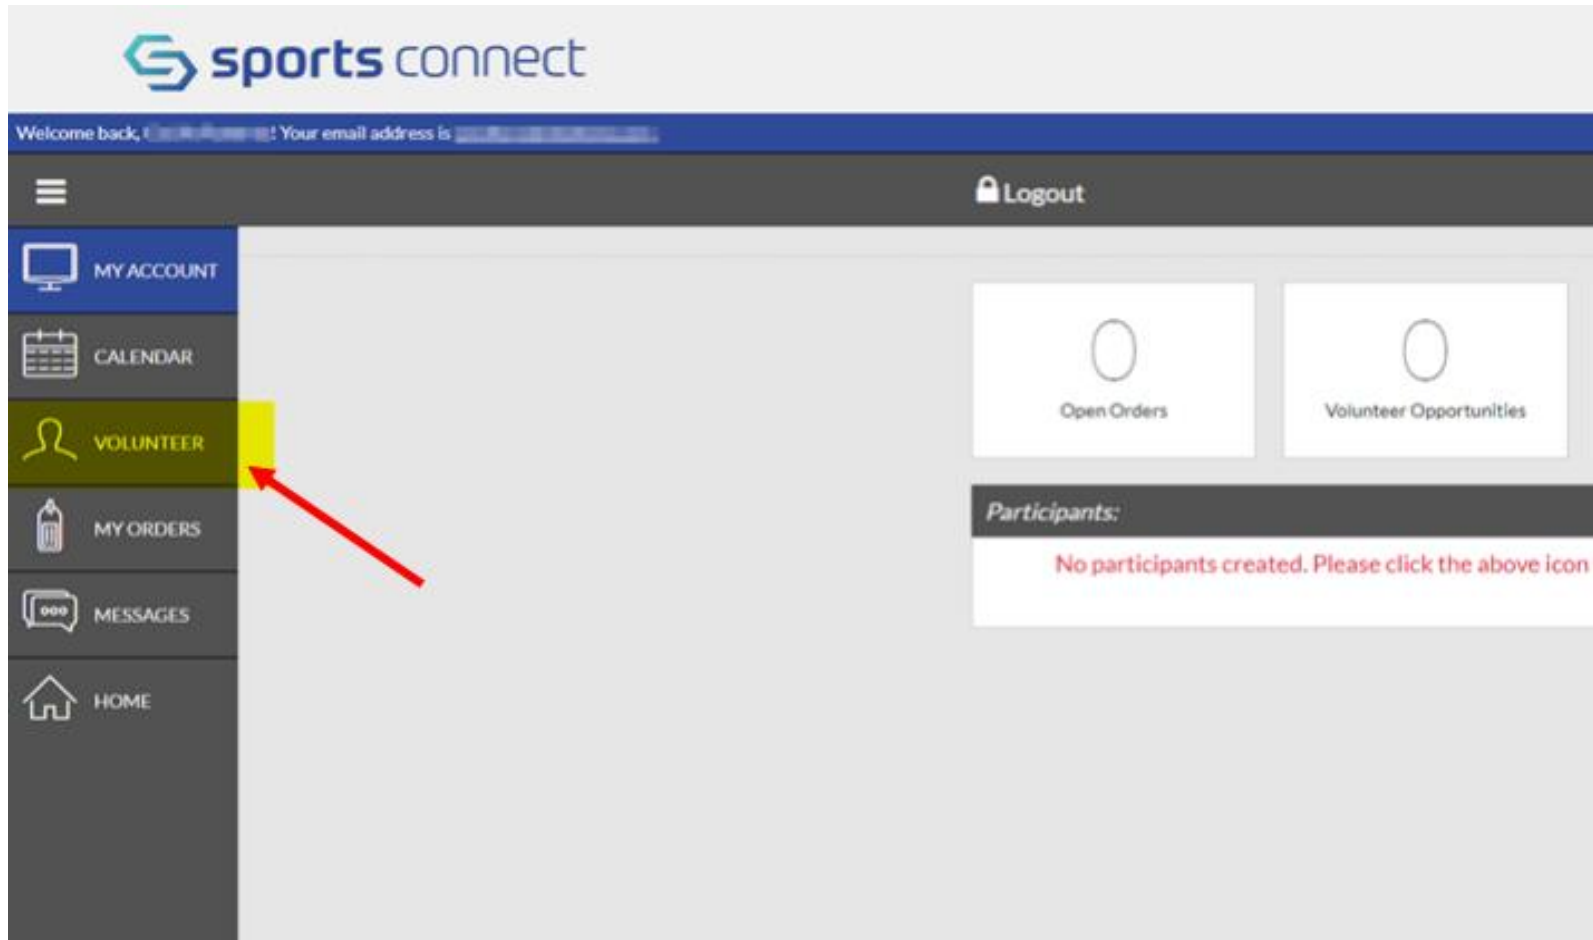 sports connect
Welcome back, ! Your email address is
Logout
MY ACCOUNT
CALENDAR
VOLUNTEER
MY ORDERS
MESSAGES
HOME
0
Open Orders
0
Volunteer Opportunities
Participants:
No participants created. Please click the above icon